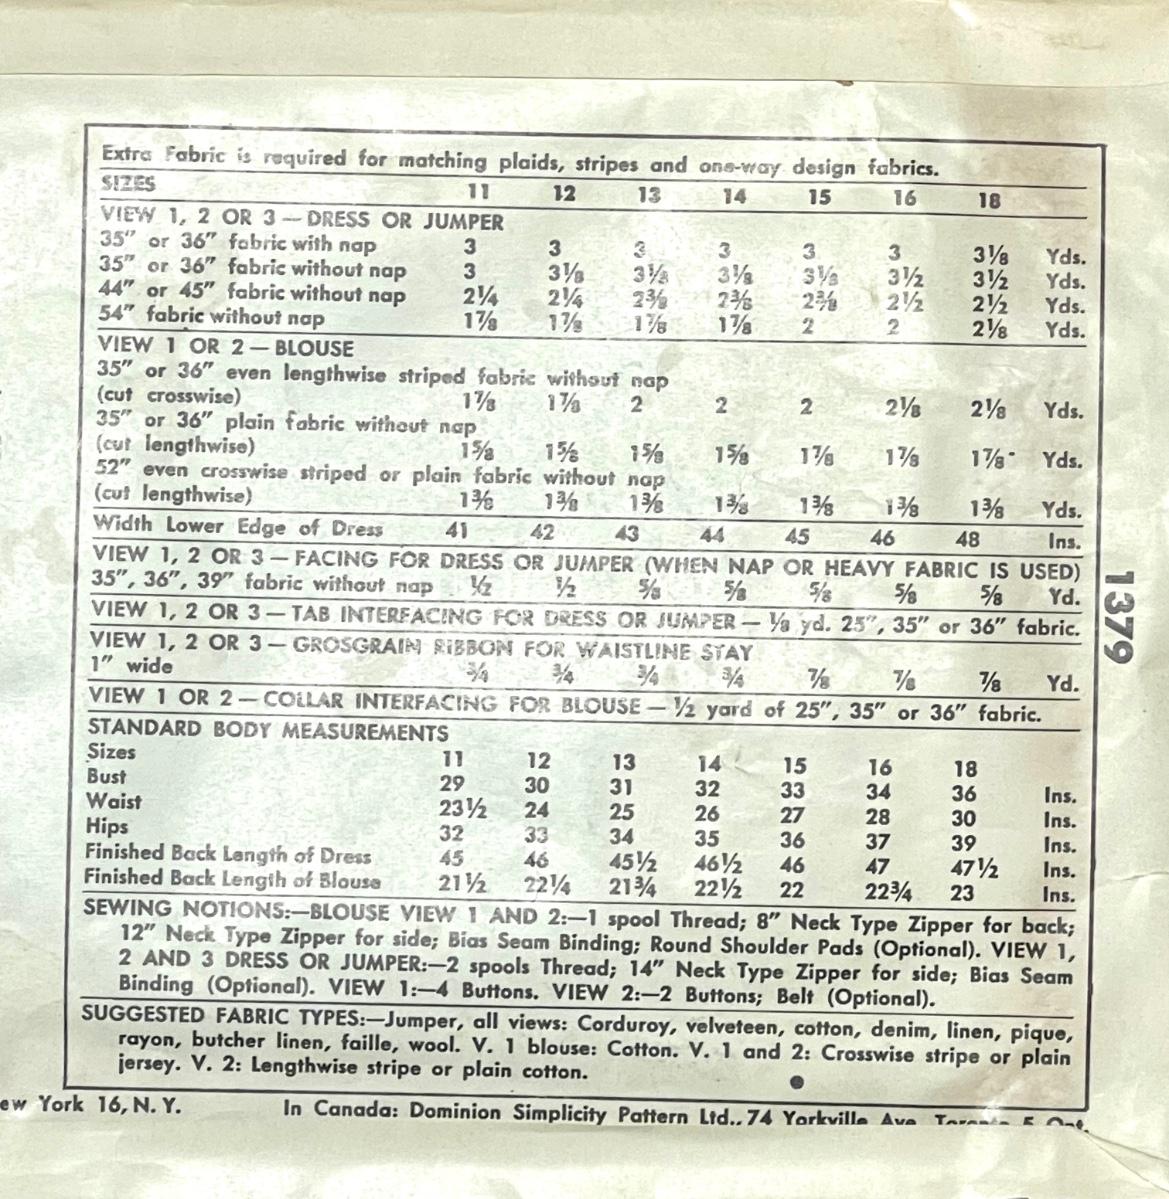 Extra Fabric is required for matching plaids, stripes and one-way design fabrics.
SIZES 11 12 13 14 15 16 18
VIEW 1, 2 OR 3 — DRESS OR JUMPER
35" or 36" fabric with nap 3 3 3 3 3 3 3⅛ Yds.
35" or 36" fabric without nap 3 3⅛ 3⅛ 3⅛ 3⅛ 3½ 3½ Yds.
44" or 45" fabric without nap 2¼ 2¼ 2⅜ 2⅜ 2⅜ 2½ 2½ Yds.
54" fabric without nap 1⅞ 1⅞ 1⅞ 1⅞ 2 2 2⅛ Yds.
VIEW 1 OR 2 — BLOUSE
35" or 36" even lengthwise striped fabric without nap
(cut crosswise) 1⅞ 1⅞ 2 2 2 2⅛ 2⅛ Yds.
35" or 36" plain fabric without nap
(cut lengthwise) 1⅝ 1⅝ 1⅝ 1⅝ 1⅞ 1⅞ 1⅞ Yds.
52" even crosswise striped or plain fabric without nap
(cut lengthwise) 1⅜ 1⅜ 1⅜ 1⅜ 1⅜ 1⅜ 1⅜ Yds.
Width Lower Edge of Dress 41 42 43 44 45 46 48 Ins.
VIEW 1, 2 OR 3 — FACING FOR DRESS OR JUMPER (WHEN NAP OR HEAVY FABRIC IS USED)
35", 36", 39" fabric without nap ½ ½ ⅝ ⅝ ⅝ ⅝ ⅝ Yd.
VIEW 1, 2 OR 3 — TAB INTERFACING FOR DRESS OR JUMPER — ⅛ yd. 25", 35" or 36" fabric.
VIEW 1, 2 OR 3 — GROSGRAIN RIBBON FOR WAISTLINE STAY
1" wide ¾ ¾ ¾ ¾ ⅞ ⅞ ⅞ Yd.
VIEW 1 OR 2 — COLLAR INTERFACING FOR BLOUSE — ½ yard of 25", 35" or 36" fabric.
STANDARD BODY MEASUREMENTS
Sizes 11 12 13 14 15 16 18
Bust 29 30 31 32 33 34 36 Ins.
Waist 23½ 24 25 26 27 28 30 Ins.
Hips 32 33 34 35 36 37 39 Ins.
Finished Back Length of Dress 45 46 45½ 46½ 46 47 47½ Ins.
Finished Back Length of Blouse 21½ 22¼ 21¾ 22½ 22 22¾ 23 Ins.
SEWING NOTIONS:—BLOUSE VIEW 1 AND 2:—1 spool Thread; 8" Neck Type Zipper for back;
12" Neck Type Zipper for side; Bias Seam Binding; Round Shoulder Pads (Optional). VIEW 1,
2 AND 3 DRESS OR JUMPER:—2 spools Thread; 14" Neck Type Zipper for side; Bias Seam
Binding (Optional). VIEW 1:—4 Buttons. VIEW 2:—2 Buttons; Belt (Optional).
SUGGESTED FABRIC TYPES:—Jumper, all views: Corduroy, velveteen, cotton, denim, linen, pique,
rayon, butcher linen, faille, wool. V. 1 blouse: Cotton. V. 1 and 2: Crosswise stripe or plain
jersey. V. 2: Lengthwise stripe or plain cotton.
ew York 16, N. Y. In Canada: Dominion Simplicity Pattern Ltd., 74 Yorkville Ave. Toronto 5 Ont.
1379